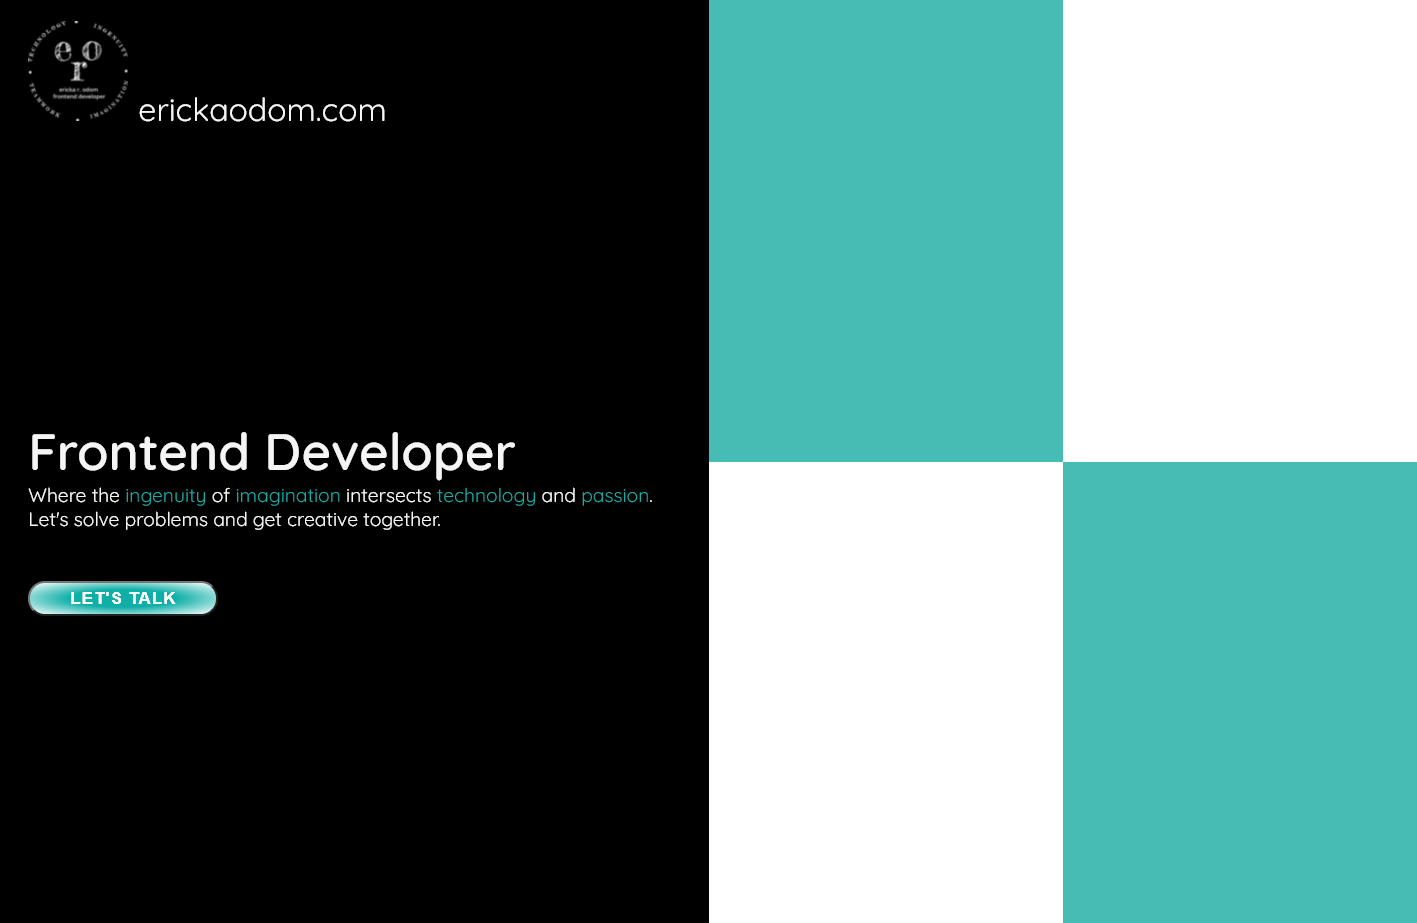 TECHNOLOGY • INGENUITY
e o
r
ericka r. odom
frontend developer
TEAMWORK • IMAGINATION
erickaodom.com
Frontend Developer
Where the ingenuity of imagination intersects technology and passion.
Let's solve problems and get creative together.
LET'S TALK